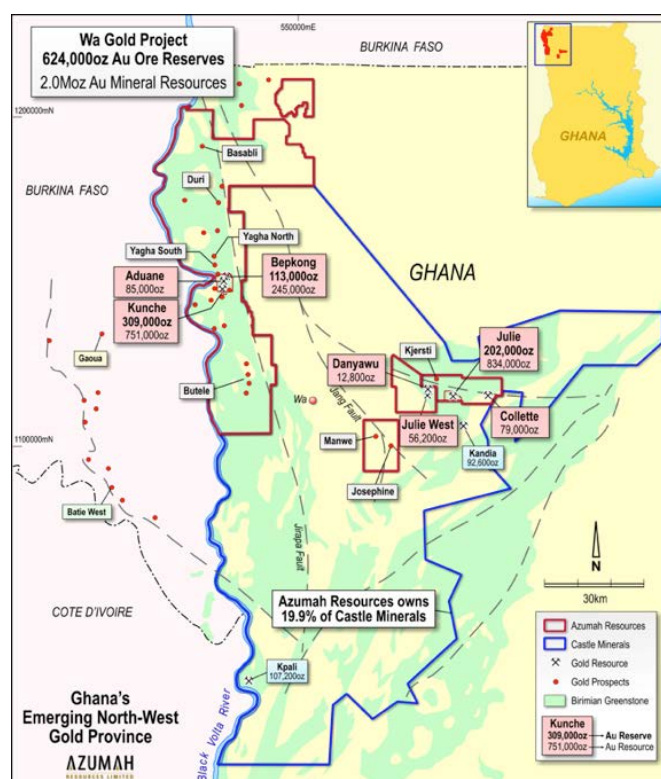 550000mE
Wa Gold Project
624,000oz Au Ore Reserves
2.0Moz Au Mineral Resources
BURKINA FASO
1200000mN
GHANA
Basabli
Duri
BURKINA FASO
Yagha North
Yagha South
GHANA
Aduane
85,000oz
Bepkong
113,000oz
245,000oz
Kunche
309,000oz
751,000oz
Julie
202,000oz
834,000oz
Gaoua
Kjersti
Danyawu
12,800oz
Butele
Jang Fault
Wa
Julie West
56,200oz
Collette
79,000oz
Manwe
Kandia
92,600oz
1100000mN
Josephine
Batie West
Jirapa Fault
N
30km
COTE D'IVOIRE
Azumah Resources owns
19.9% of Castle Minerals
Azumah Resources
Castle Minerals
Gold Resource
Gold Prospects
Birimian Greenstone
Kpali
107,200oz
Ghana's
Emerging North-West
Gold Province
AZUMAH
RESOURCES LIMITED
Black Volta River
Kunche
309,000oz Au Reserve
751,000oz Au Resource